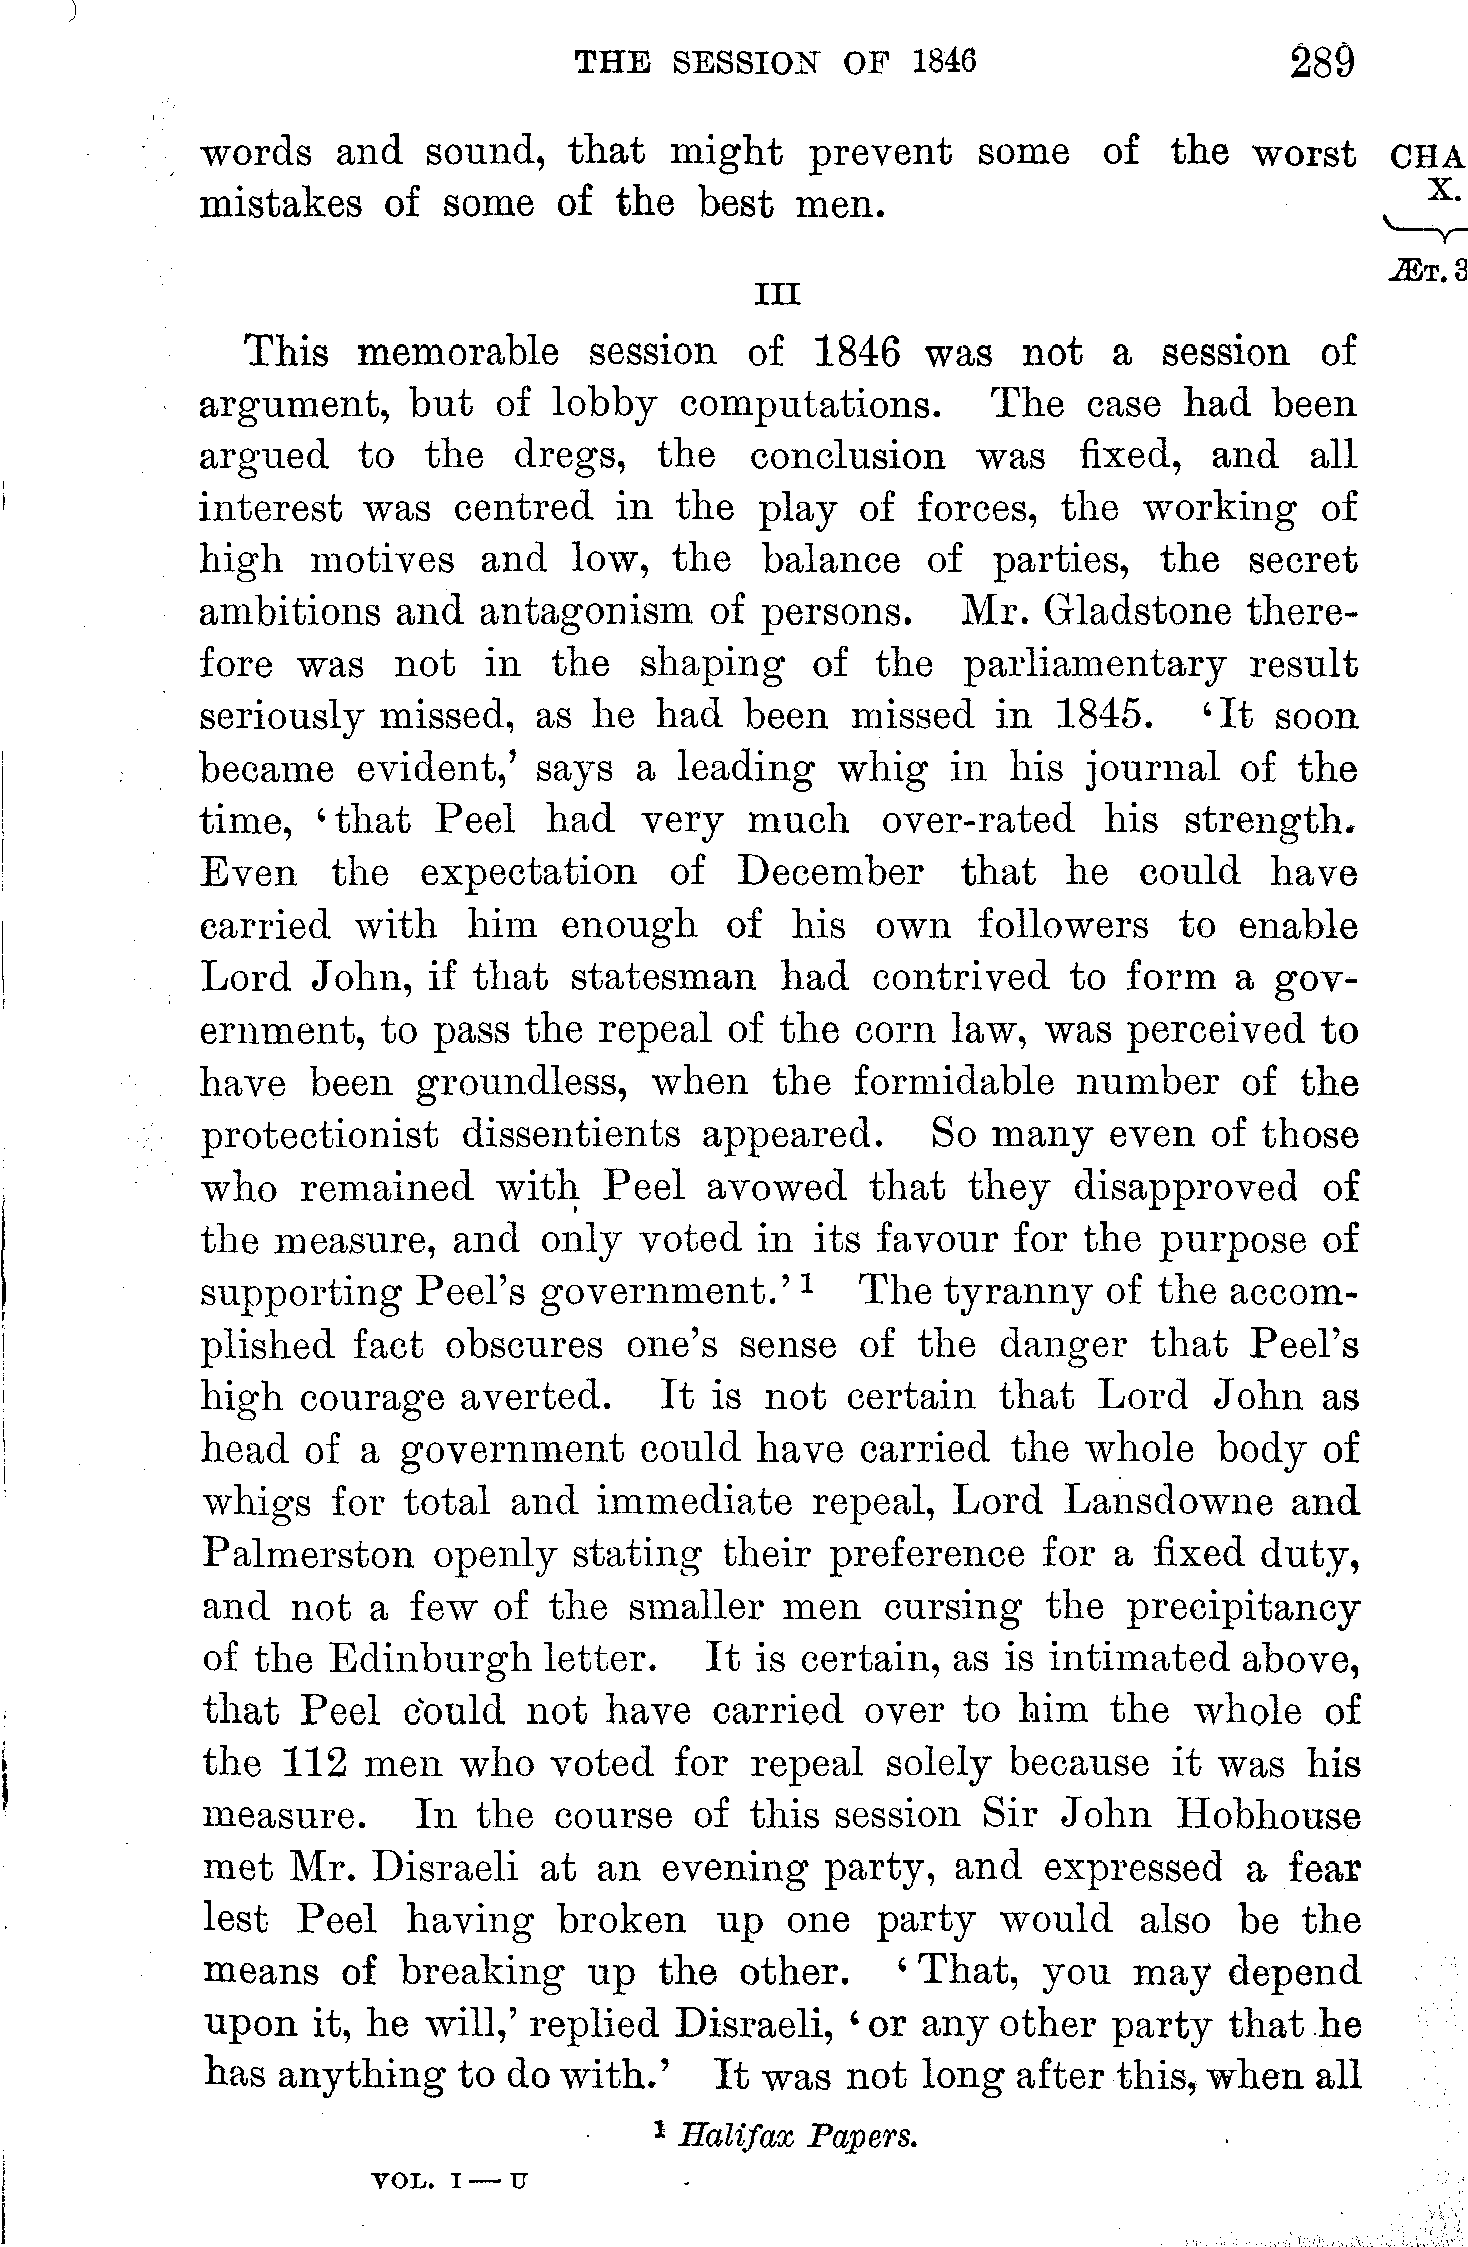 THE SESSION OF 1846 289
words and sound, that might prevent some of the worst
mistakes of some of the best men.
CHA
X.
ÆT. 3
III
This memorable session of 1846 was not a session of
argument, but of lobby computations. The case had been
argued to the dregs, the conclusion was fixed, and all
interest was centred in the play of forces, the working of
high motives and low, the balance of parties, the secret
ambitions and antagonism of persons. Mr. Gladstone there-
fore was not in the shaping of the parliamentary result
seriously missed, as he had been missed in 1845. ‘It soon
became evident,’ says a leading whig in his journal of the
time, ‘that Peel had very much over-rated his strength.
Even the expectation of December that he could have
carried with him enough of his own followers to enable
Lord John, if that statesman had contrived to form a gov-
ernment, to pass the repeal of the corn law, was perceived to
have been groundless, when the formidable number of the
protectionist dissentients appeared. So many even of those
who remained with Peel avowed that they disapproved of
the measure, and only voted in its favour for the purpose of
supporting Peel’s government.’ 1 The tyranny of the accom-
plished fact obscures one’s sense of the danger that Peel’s
high courage averted. It is not certain that Lord John as
head of a government could have carried the whole body of
whigs for total and immediate repeal, Lord Lansdowne and
Palmerston openly stating their preference for a fixed duty,
and not a few of the smaller men cursing the precipitancy
of the Edinburgh letter. It is certain, as is intimated above,
that Peel could not have carried over to him the whole of
the 112 men who voted for repeal solely because it was his
measure. In the course of this session Sir John Hobhouse
met Mr. Disraeli at an evening party, and expressed a fear
lest Peel having broken up one party would also be the
means of breaking up the other. ‘That, you may depend
upon it, he will,’ replied Disraeli, ‘or any other party that he
has anything to do with.’ It was not long after this, when all
1 Halifax Papers.
VOL. I — U